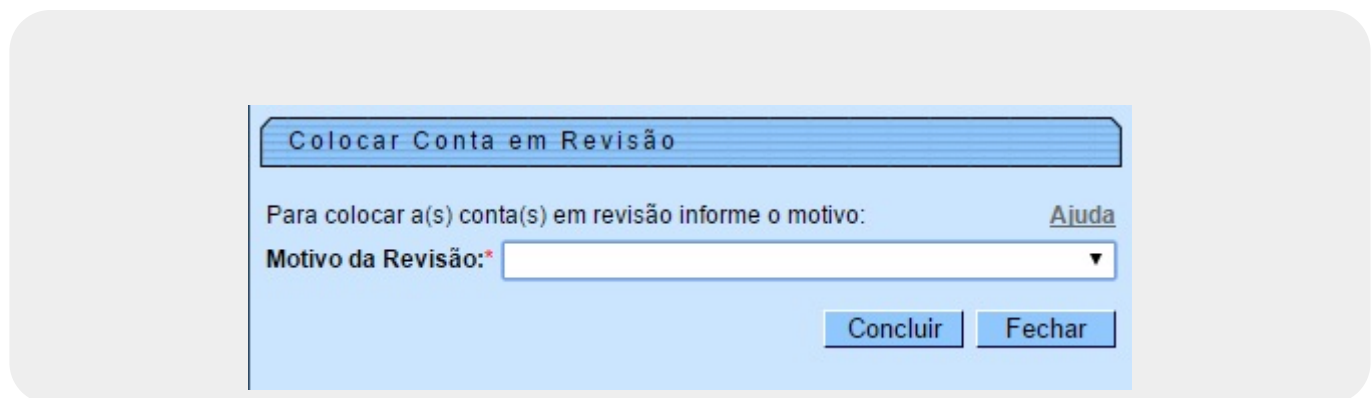 Colocar Conta em Revisão
Para colocar a(s) conta(s) em revisão informe o motivo: Ajuda
Motivo da Revisão:*
Concluir Fechar